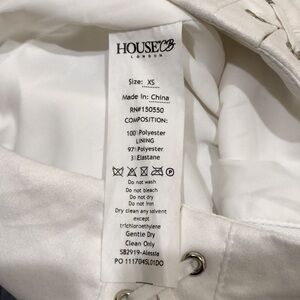 HOUSE CB
LONDON
Size: XS
Made In: China
RN#150550
COMPOSITION:
100% Polyester
LINING
97% Polyester
3% Elastane
Do not wash
Do not bleach
Do not dry
Do not iron
Dry clean any solvent
except
trichloroethylene
Gentle Dry
Clean Only
SB2919-Alessia
PO 111704SL01DO